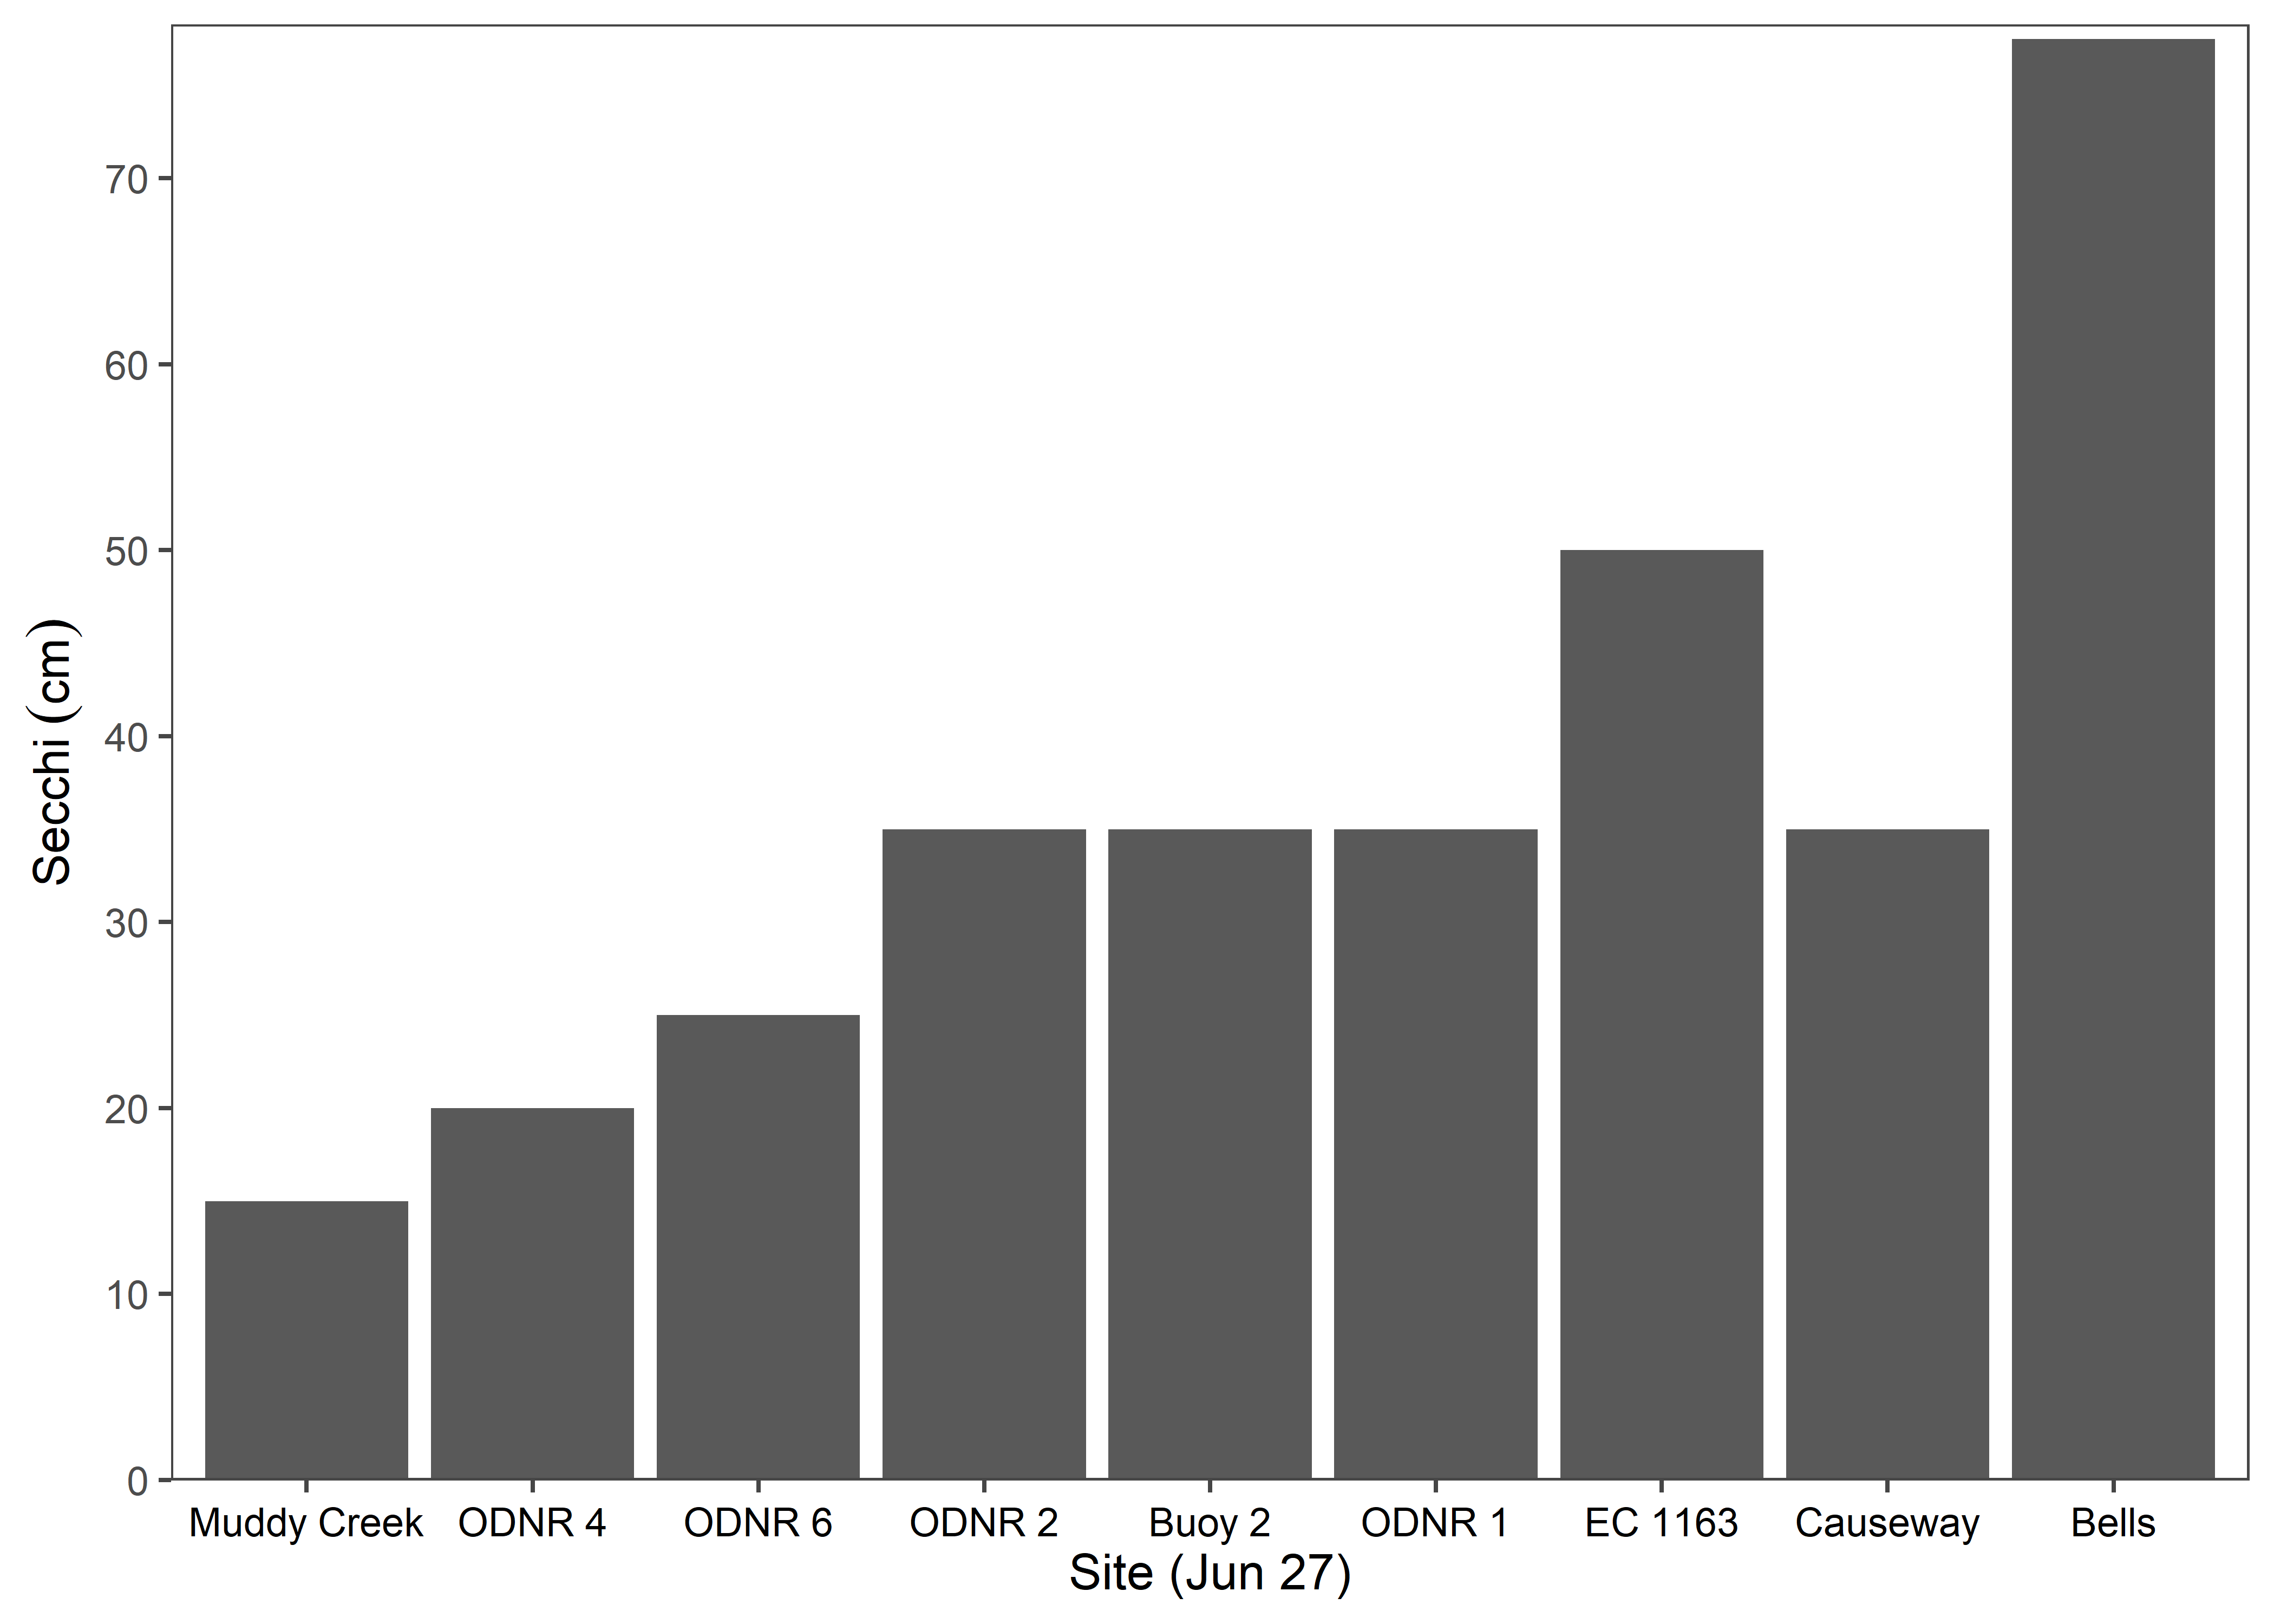 Secchi (cm)
70
60
50
40
30
20
10
0
Muddy Creek ODNR 4 ODNR 6 ODNR 2 Buoy 2 ODNR 1 EC 1163 Causeway Bells
Site (Jun 27)